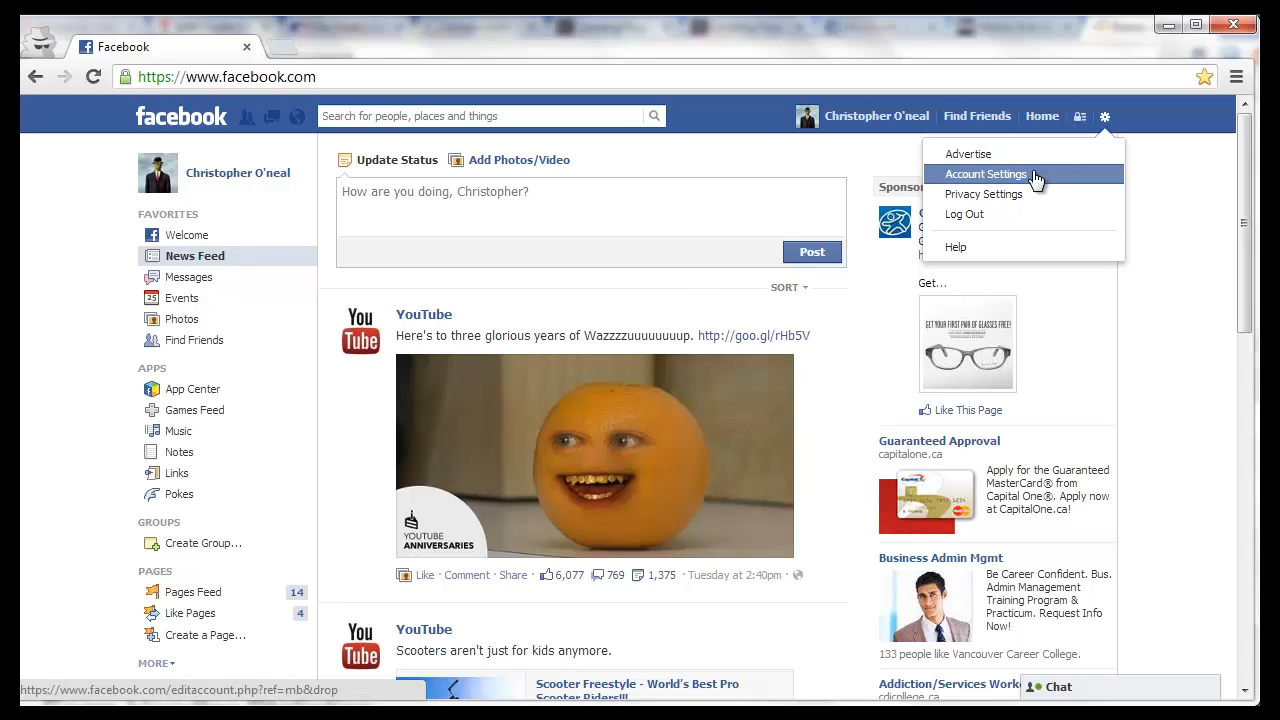 Facebook
https://www.facebook.com
facebook
Search for people, places and things
Christopher O'neal
Find Friends
Home
Advertise
Account Settings
Privacy Settings
Log Out
Help
Christopher O'neal
FAVORITES
Welcome
News Feed
Messages
Events
Photos
Find Friends
APPS
App Center
Games Feed
Music
Notes
Links
Pokes
GROUPS
Create Group...
PAGES
Pages Feed 14
Like Pages 4
Create a Page...
MORE
https://www.facebook.com/editaccount.php?ref=mb&drop
Update Status
Add Photos/Video
How are you doing, Christopher?
Post
SORT
You
Tube
YouTube
Here's to three glorious years of Wazzzzuuuuuuuup. http://goo.gl/rHb5V
YOUTUBE
ANNIVERSARIES
Like · Comment · Share · 6,077 769 1,375 · Tuesday at 2:40pm ·
You
Tube
YouTube
Scooters aren't just for kids anymore.
Scooter Freestyle - World's Best Pro
Scooter Riders!!!
Get...
GET YOUR FIRST PAIR OF GLASSES FREE!
Like This Page
Guaranteed Approval
capitalone.ca
Apply for the Guaranteed
MasterCard® from
Capital One®. Apply now
at CapitalOne.ca!
Business Admin Mgmt
Be Career Confident. Bus.
Admin Management
Training Program &
Practicum. Request Info
Now!
133 people like Vancouver Career College.
Addiction/Services Work
cdicollege.ca
Chat